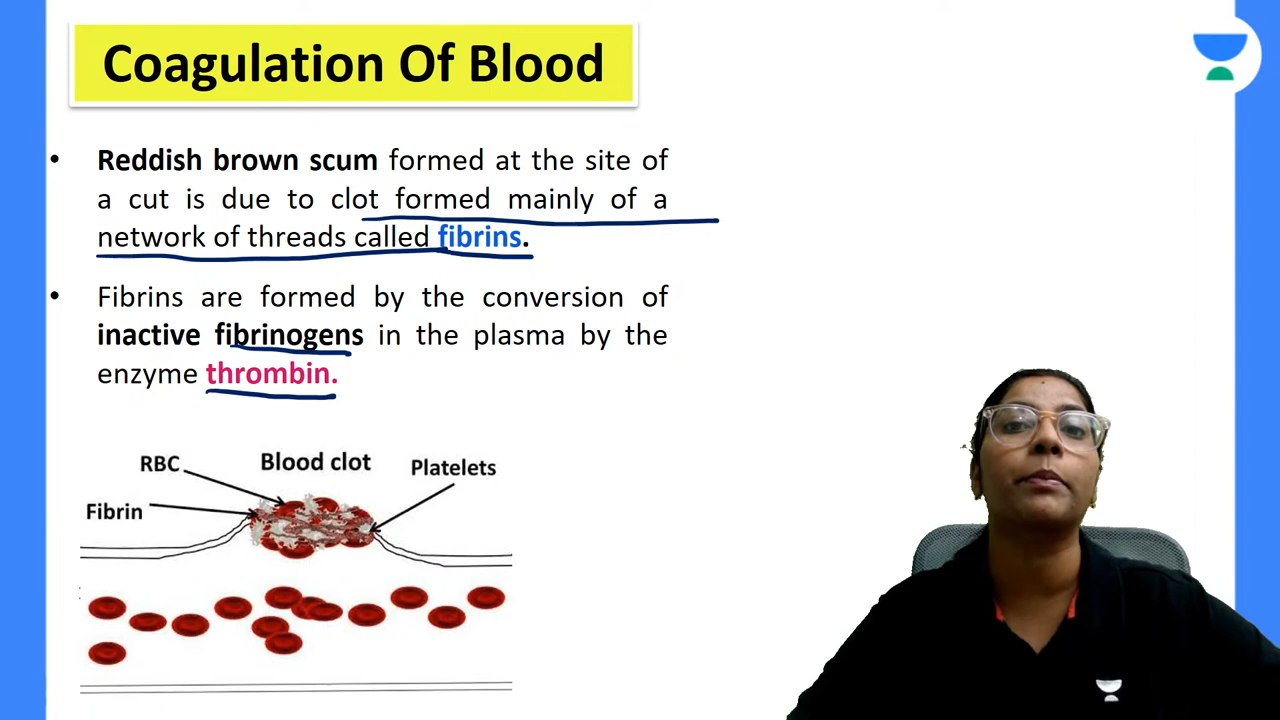 Coagulation Of Blood
• Reddish brown scum formed at the site of
a cut is due to clot formed mainly of a
network of threads called fibrins.
• Fibrins are formed by the conversion of
inactive fibrinogens in the plasma by the
enzyme thrombin.
RBC
Blood clot
Platelets
Fibrin